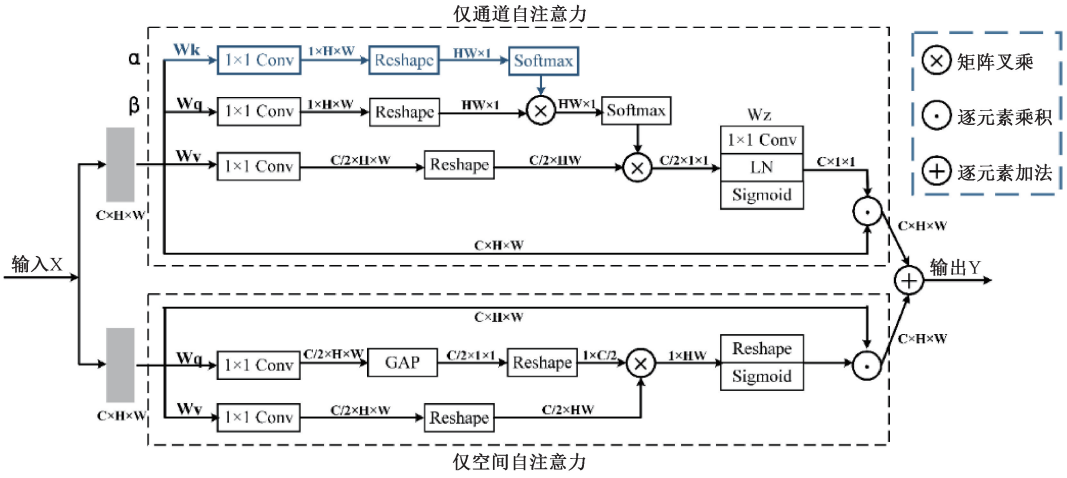 仅通道自注意力
α
Wk
1×1 Conv
1×H×W
Reshape
HW×1
Softmax
β
Wq
1×1 Conv
1×H×W
Reshape
HW×1
HW×1
Softmax
Wv
1×1 Conv
C/2×H×W
Reshape
C/2×HW
C/2×1×1
Wz
1×1 Conv
LN
Sigmoid
C×1×1
C×H×W
C×H×W
C×H×W
矩阵叉乘
逐元素乘积
逐元素加法
输入X
输出Y
C×H×W
Wq
1×1 Conv
C/2×H×W
GAP
C/2×1×1
Reshape
1×C/2
1×HW
Reshape
Sigmoid
C×H×W
Wv
1×1 Conv
C/2×H×W
Reshape
C/2×HW
C×H×W
仅空间自注意力